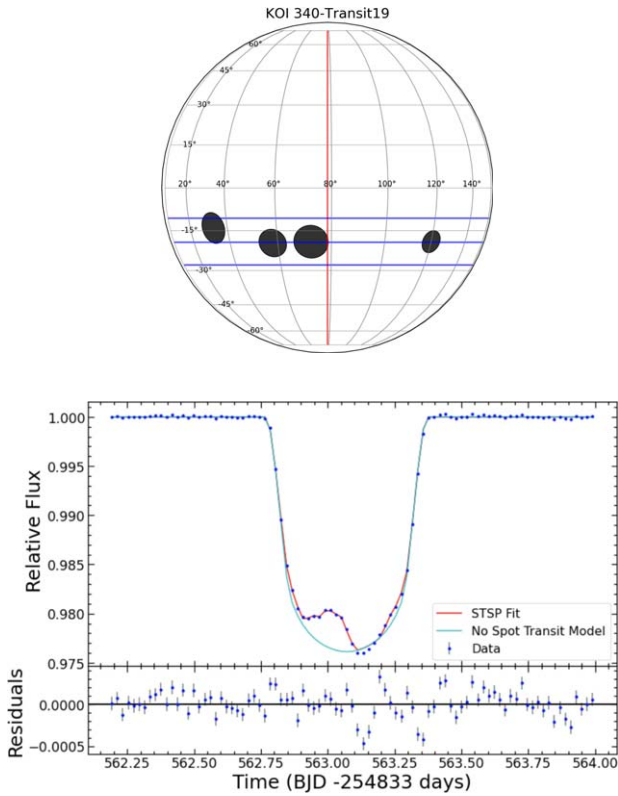 KOI 340-Transit19
60°
45°
30°
15°
20° 40° 60° 80° 100° 120° 140°
-15°
-30°
-45°
-60°
1.000
0.995
0.990
0.985
0.980
0.975
Relative Flux
STSP Fit
No Spot Transit Model
Data
0.0000
-0.0005
Residuals
562.25 562.50 562.75 563.00 563.25 563.50 563.75 564.00
Time (BJD -254833 days)